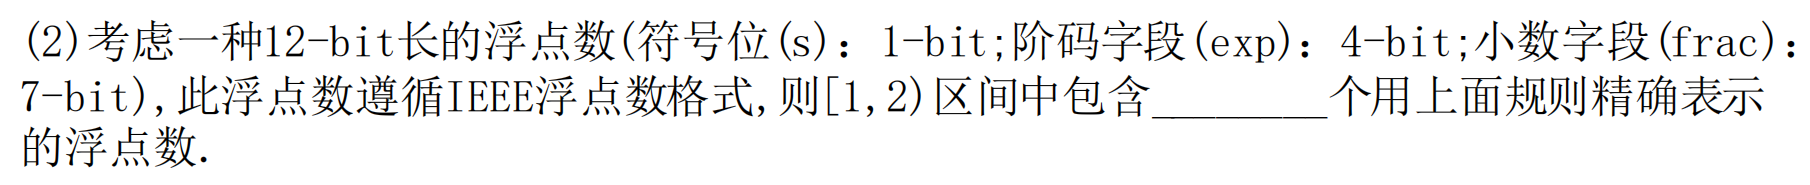 (2)考虑一种12-bit长的浮点数(符号位(s)：1-bit;阶码字段(exp)：4-bit;小数字段(frac)：
7-bit),此浮点数遵循IEEE浮点数格式,则[1,2)区间中包含________个用上面规则精确表示
的浮点数.